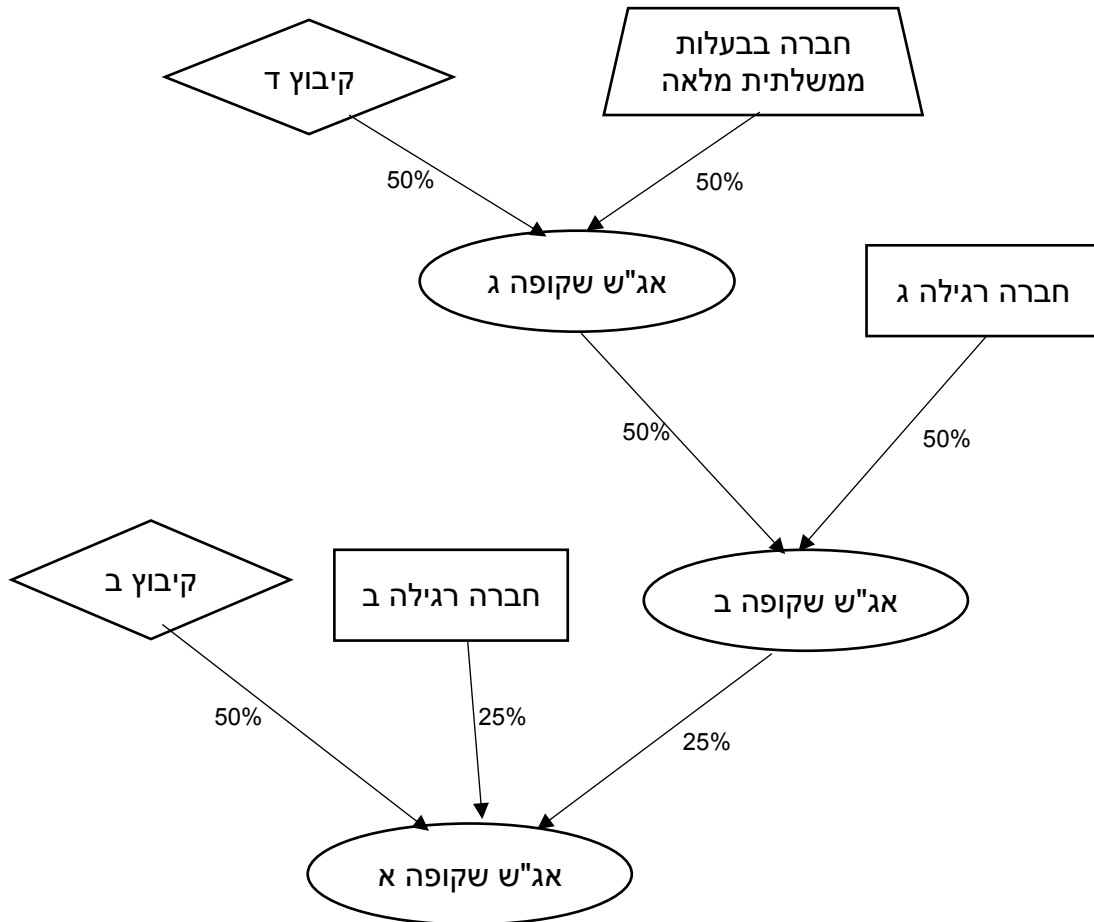 חברה בבעלות
ממשלתית מלאה
קיבוץ ד
50%
50%
אג"ש שקופה ג
חברה רגילה ג
50%
50%
אג"ש שקופה ב
חברה רגילה ב
קיבוץ ב
50%
25%
25%
אג"ש שקופה א